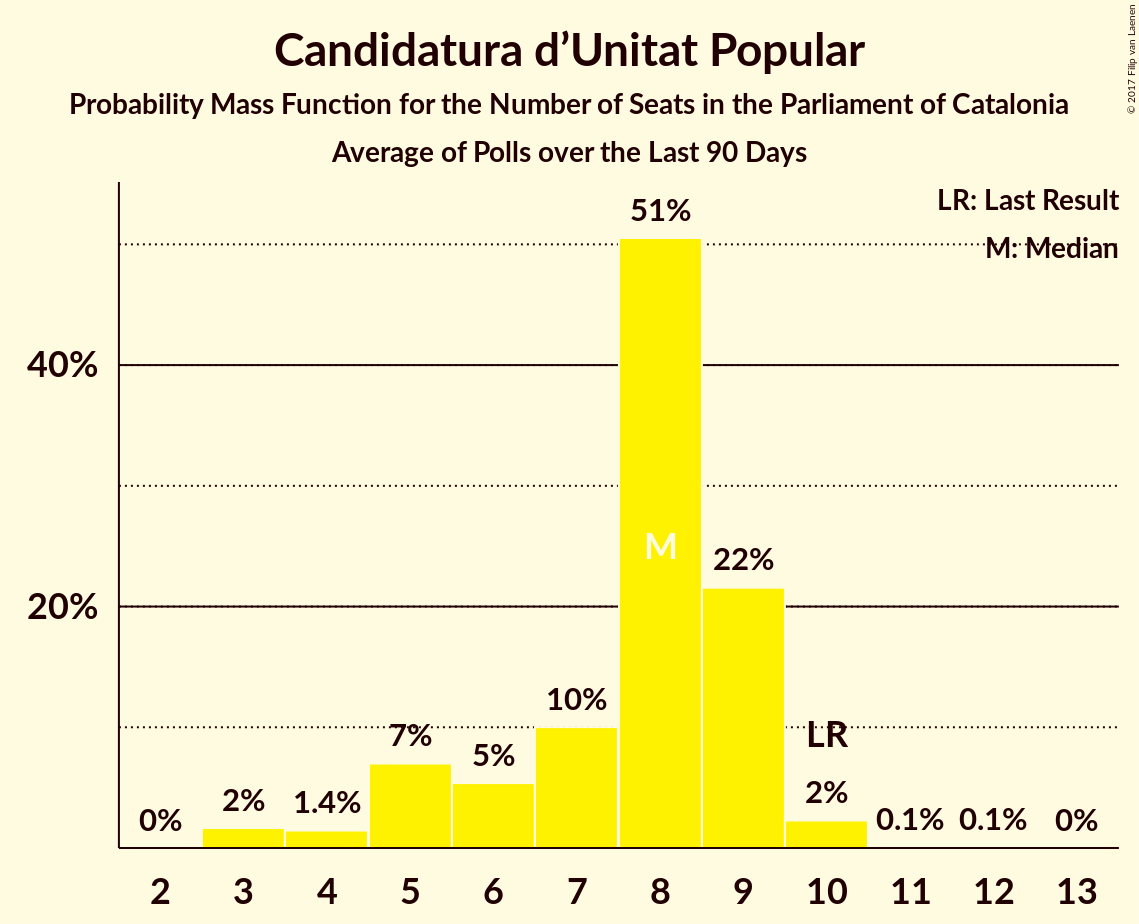 Candidatura d’Unitat Popular
Probability Mass Function for the Number of Seats in the Parliament of Catalonia
Average of Polls over the Last 90 Days
© 2017 Filip van Laenen
LR: Last Result
M: Median
40%
20%
0%
2%
1.4%
7%
5%
10%
51%
M
22%
LR
2%
0.1%
0.1%
0%
2 3 4 5 6 7 8 9 10 11 12 13